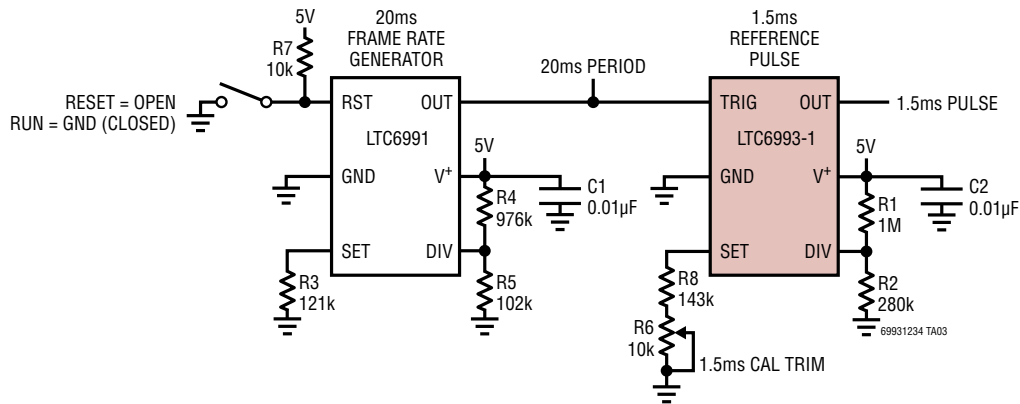 20ms
FRAME RATE
GENERATOR
1.5ms
REFERENCE
PULSE
5V
R7
10k
20ms PERIOD
RESET = OPEN
RUN = GND (CLOSED)
RST
OUT
LTC6991
GND
V+
SET
DIV
5V
R4
976k
C1
0.01µF
R3
121k
R5
102k
TRIG
OUT
1.5ms PULSE
LTC6993-1
GND
V+
SET
DIV
5V
R1
1M
C2
0.01µF
R8
143k
R6
10k
1.5ms CAL TRIM
R2
280k
69931234 TA03